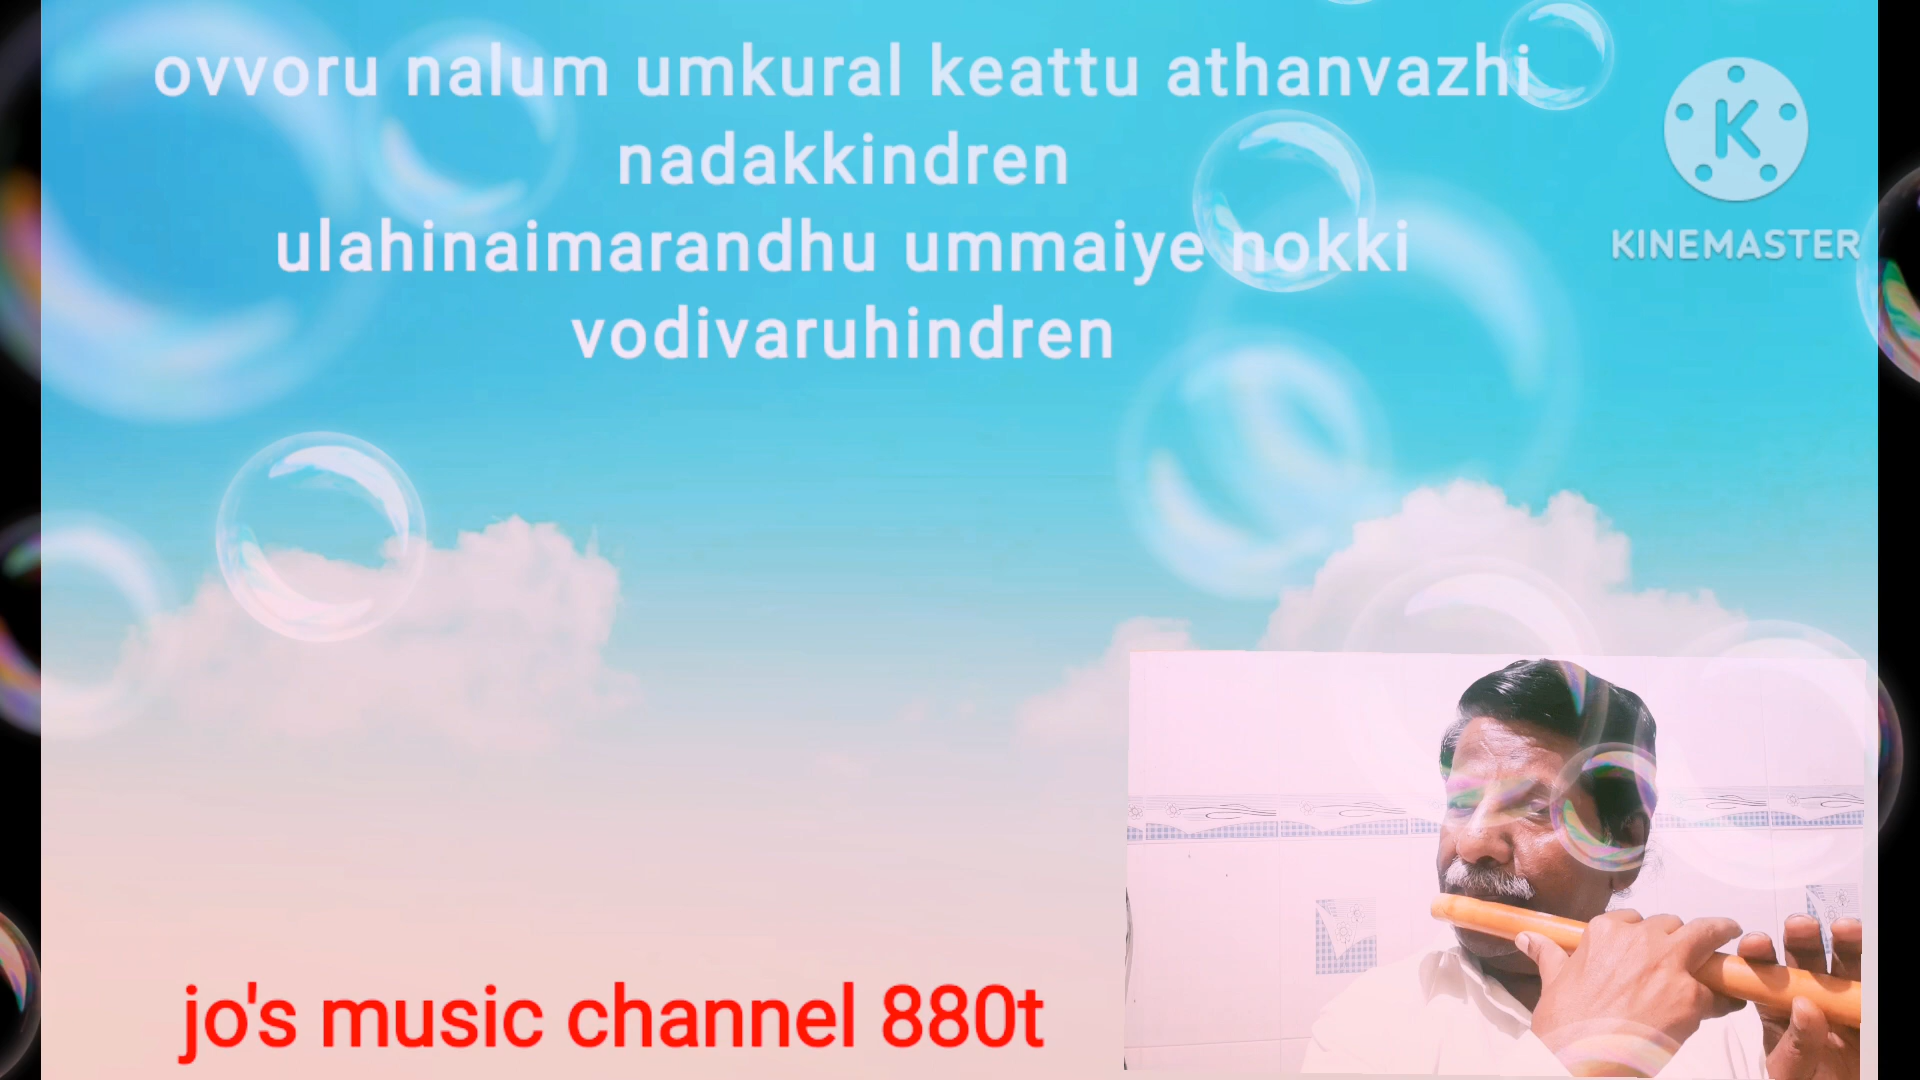 ovvoru nalum umkural keattu athanvazhi
nadakkindren
ulahinaimarandhu ummaiye nokki
vodivaruhindren
K
KINEMASTER
jo's music channel 880t